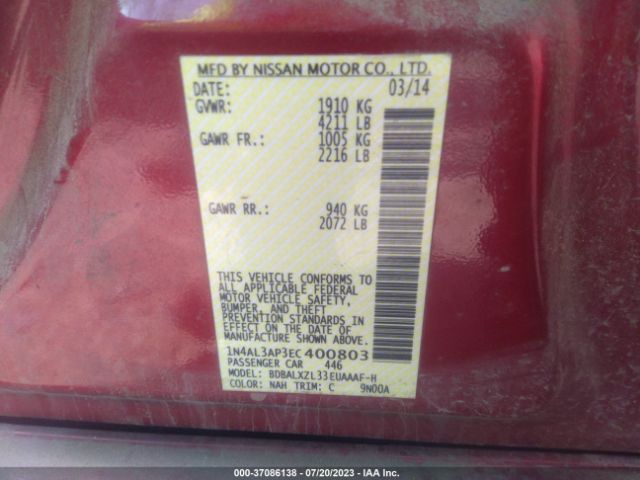 MFD BY NISSAN MOTOR CO., LTD.
DATE: 03/14
GVWR: 1910 KG
4211 LB
GAWR FR.: 1005 KG
2216 LB
GAWR RR.: 940 KG
2072 LB
THIS VEHICLE CONFORMS TO
ALL APPLICABLE FEDERAL
MOTOR VEHICLE SAFETY,
BUMPER, AND THEFT
PREVENTION STANDARDS IN
EFFECT ON THE DATE OF
MANUFACTURE SHOWN ABOVE.
1N4AL3AP3EC400803
PASSENGER CAR 446
MODEL: BDBALXZL33EUAAAF-H
COLOR: NAH TRIM: C 9N00A
000-37086138 - 07/20/2023 - IAA Inc.